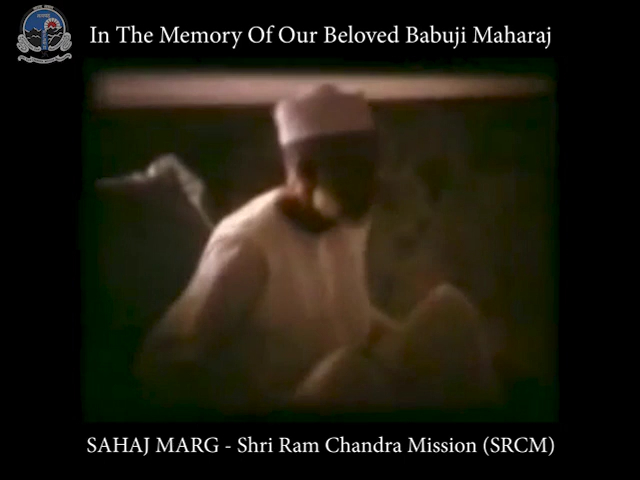 In The Memory Of Our Beloved Babuji Maharaj
SAHAJ MARG - Shri Ram Chandra Mission (SRCM)